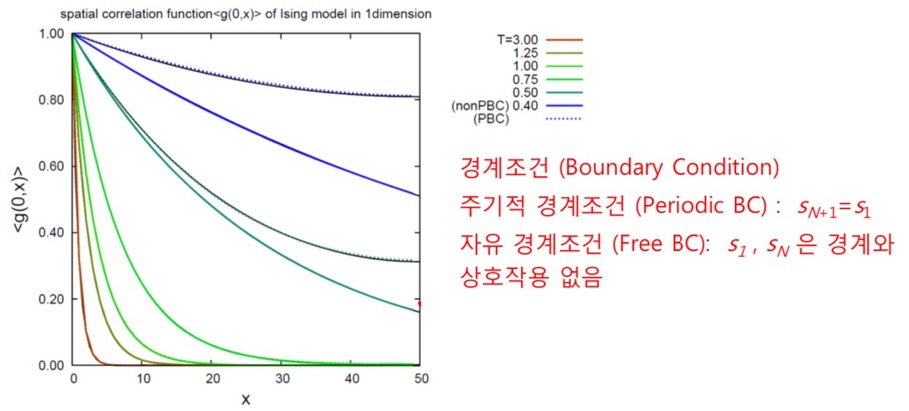 spatial correlation function<g(0,x)> of Ising model in 1dimension
<g(0,x)>
1.00
0.80
0.60
0.40
0.20
0.00
0 10 20 30 40 50
x
T=3.00
1.25
1.00
0.75
0.50
(nonPBC) 0.40
(PBC)
경계조건 (Boundary Condition)
주기적 경계조건 (Periodic BC) : sN+1=s1
자유 경계조건 (Free BC): s1 , sN 은 경계와
상호작용 없음